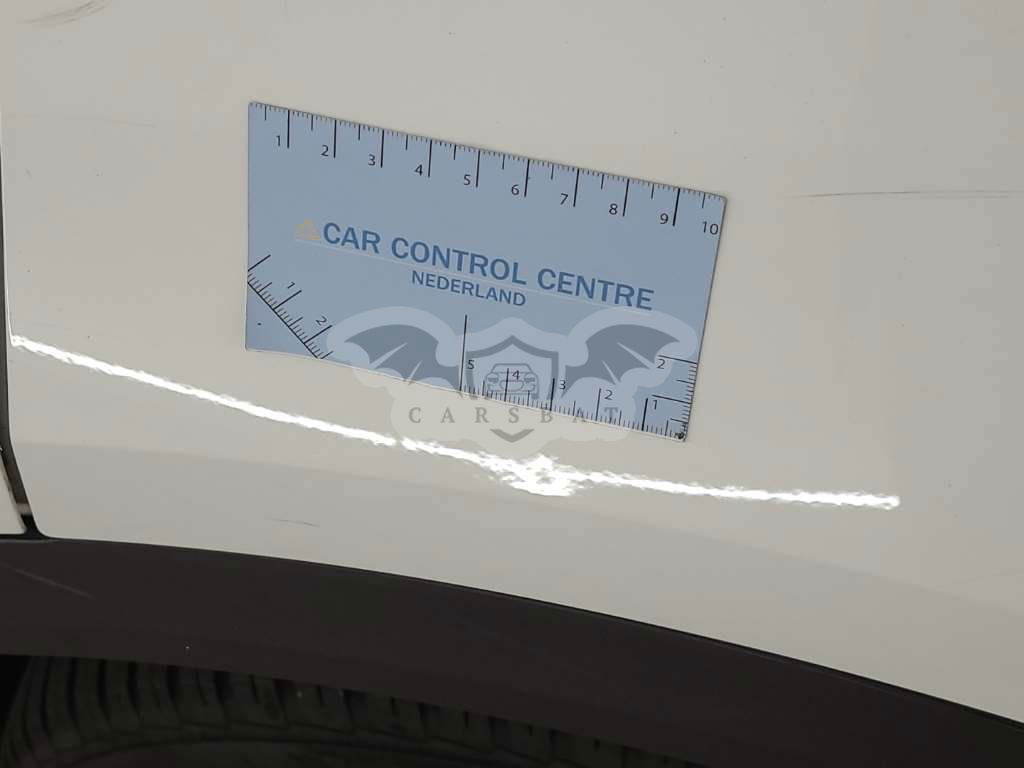 1 2 3 4 5 6 7 8 9 10
CAR CONTROL CENTRE
NEDERLAND
1 2
5 4 3 2 1
2
CARSBAT